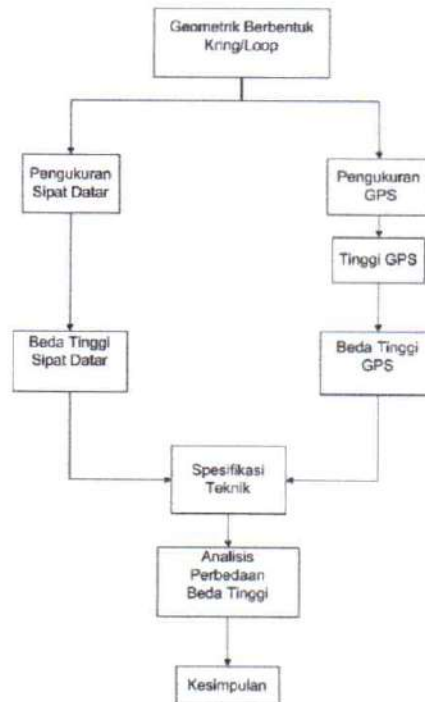 Geometrik Berbentuk
Kring/Loop
Pengukuran
Sipat Datar
Pengukuran
GPS
Tinggi GPS
Beda Tinggi
Sipat Datar
Beda Tinggi
GPS
Spesifikasi
Teknik
Analisis
Perbedaan
Beda Tinggi
Kesimpulan